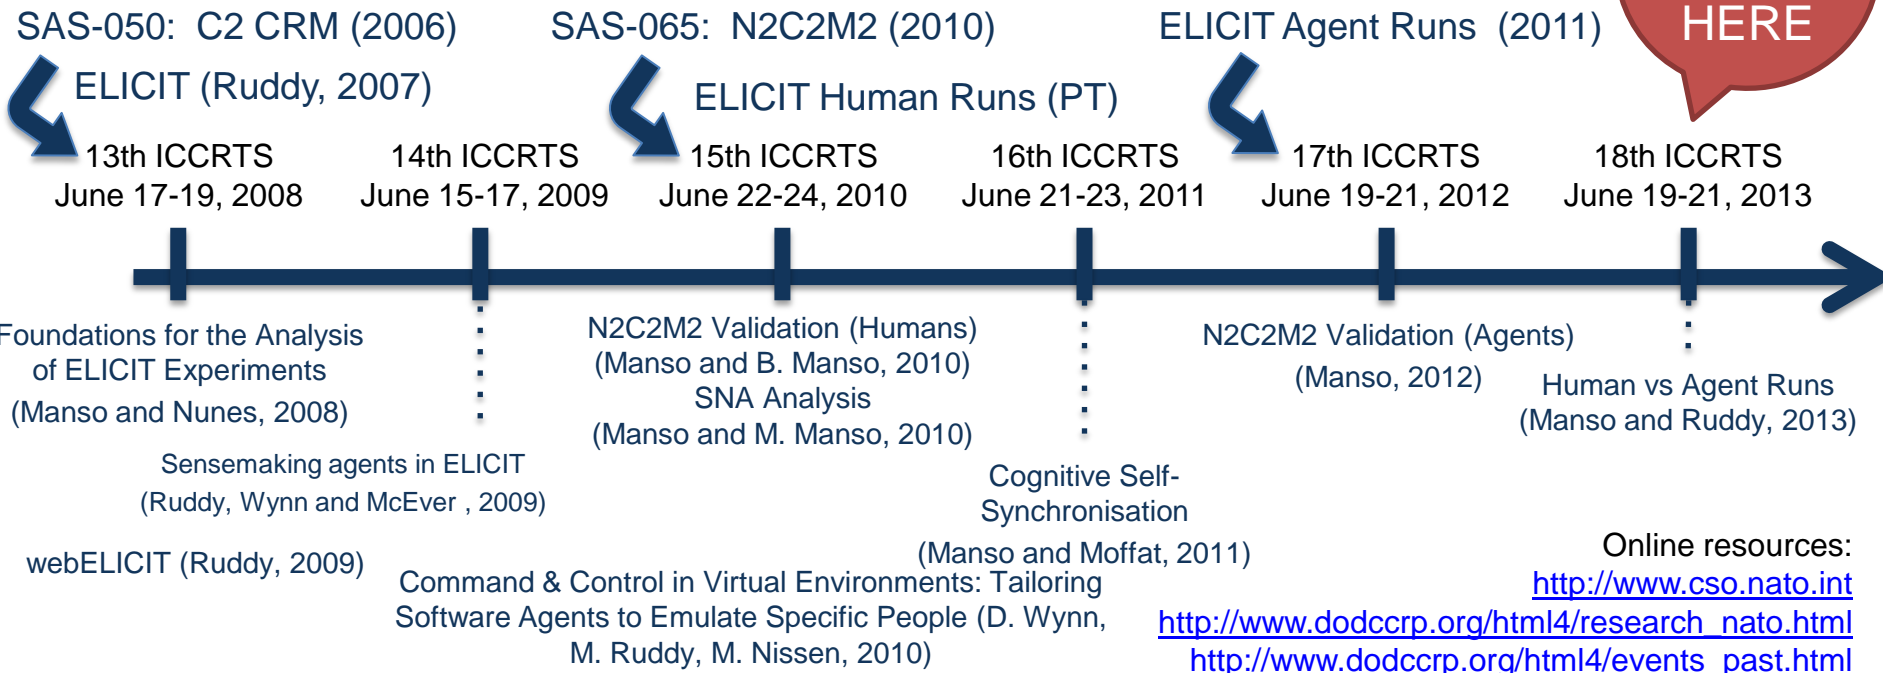 SAS-050: C2 CRM (2006)
SAS-065: N2C2M2 (2010)
ELICIT Agent Runs (2011)
HERE
ELICIT (Ruddy, 2007)
ELICIT Human Runs (PT)
13th ICCRTS
June 17-19, 2008
14th ICCRTS
June 15-17, 2009
15th ICCRTS
June 22-24, 2010
16th ICCRTS
June 21-23, 2011
17th ICCRTS
June 19-21, 2012
18th ICCRTS
June 19-21, 2013
Foundations for the Analysis
of ELICIT Experiments
(Manso and Nunes, 2008)
Sensemaking agents in ELICIT
(Ruddy, Wynn and McEver , 2009)
webELICIT (Ruddy, 2009)
N2C2M2 Validation (Humans)
(Manso and B. Manso, 2010)
SNA Analysis
(Manso and M. Manso, 2010)
Command & Control in Virtual Environments: Tailoring
Software Agents to Emulate Specific People (D. Wynn,
M. Ruddy, M. Nissen, 2010)
Cognitive Self-
Synchronisation
(Manso and Moffat, 2011)
N2C2M2 Validation (Agents)
(Manso, 2012)
Human vs Agent Runs
(Manso and Ruddy, 2013)
Online resources:
http://www.cso.nato.int
http://www.dodccrp.org/html4/research_nato.html
http://www.dodccrp.org/html4/events_past.html